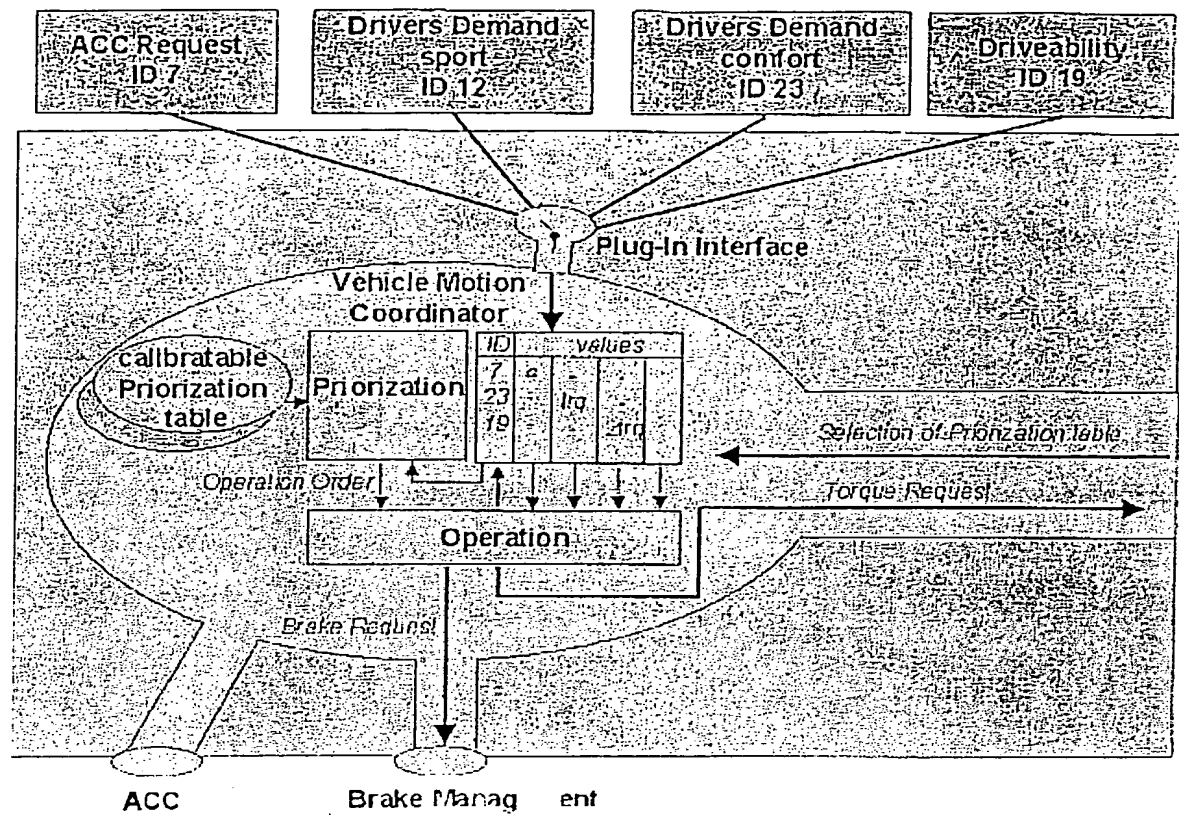 ACC Request
ID 7
Drivers Demand
sport
ID 12
Drivers Demand
comfort
ID 23
Driveability
ID 19
Plug-In Interface
Vehicle Motion
Coordinator
calibratable
Priorization
table
Priorization
ID values
7 a
23 trq
19
Selection of Priorization table
Operation Order
Torque Request
Operation
Brake Request
ACC
Brake Manag ent